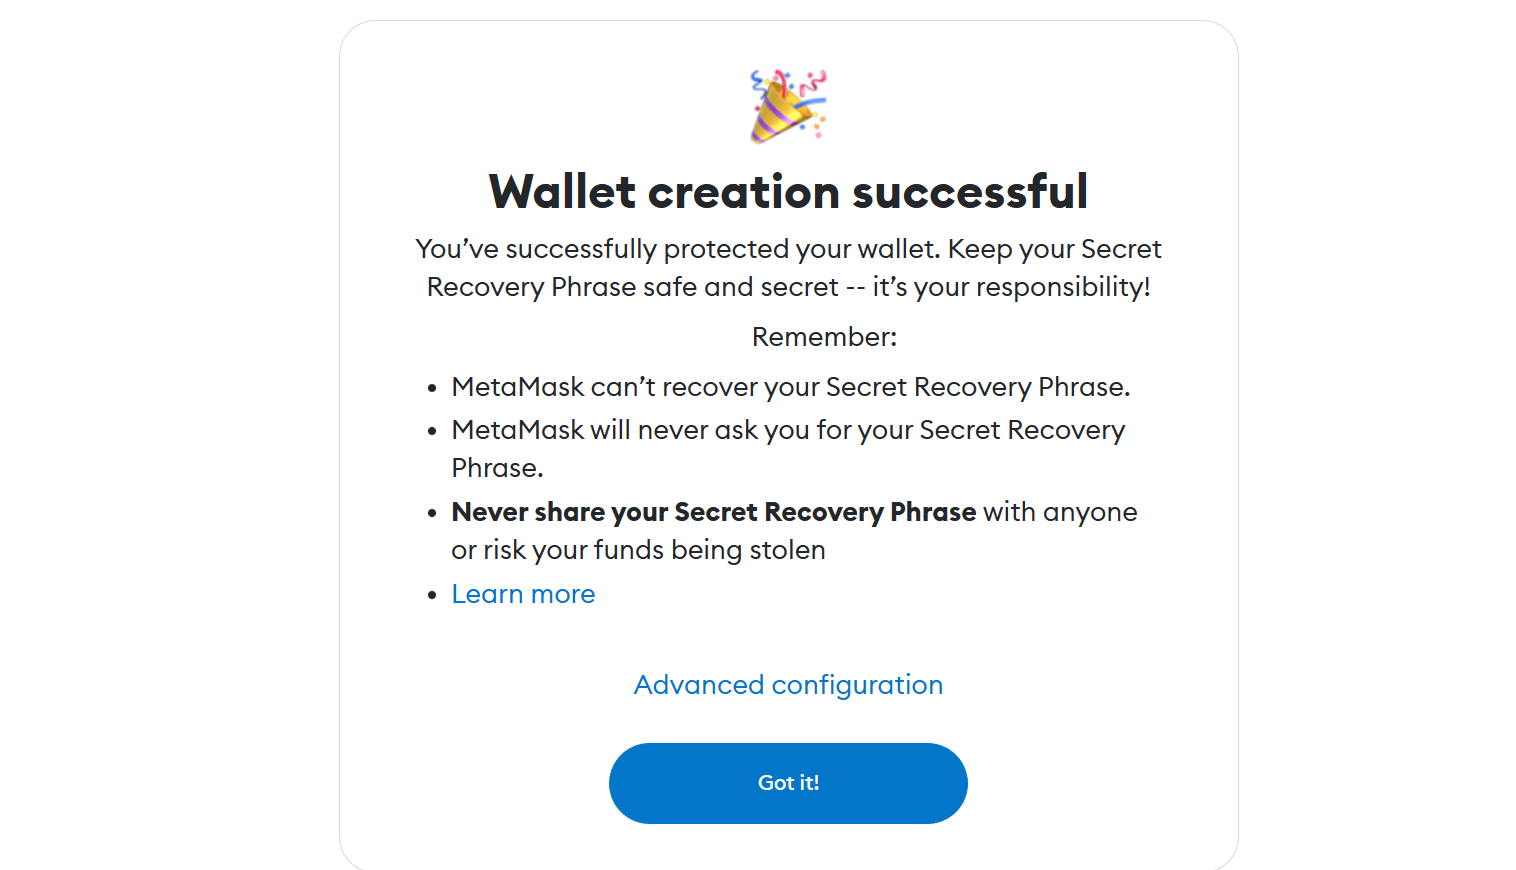 Wallet creation successful
You’ve successfully protected your wallet. Keep your Secret
Recovery Phrase safe and secret -- it’s your responsibility!
Remember:
• MetaMask can’t recover your Secret Recovery Phrase.
• MetaMask will never ask you for your Secret Recovery
Phrase.
• Never share your Secret Recovery Phrase with anyone
or risk your funds being stolen
• Learn more
Advanced configuration
Got it!